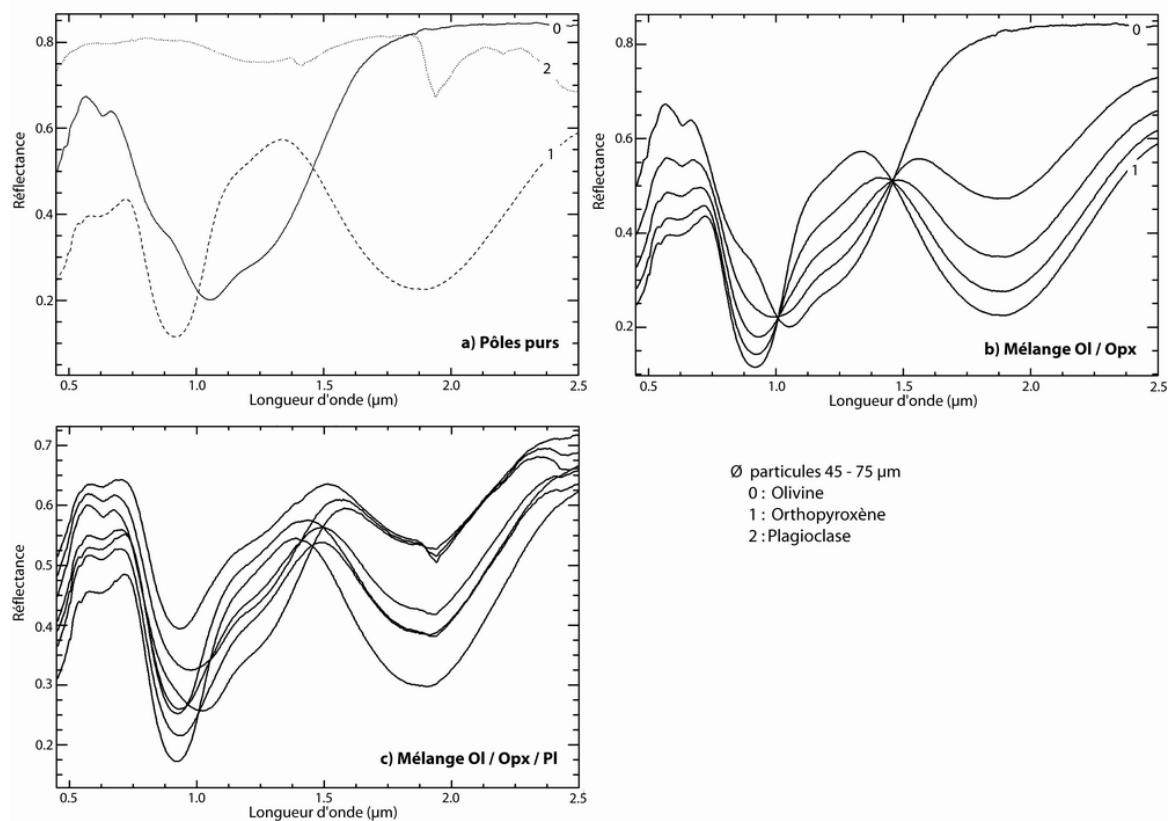 0.8
0.6
0.4
0.2
Réflectance
0
2
1
a) Pôles purs
0.5
1.0
1.5
2.0
2.5
Longueur d'onde (µm)
0.8
0.6
0.4
0.2
Réflectance
0
1
b) Mélange Ol / Opx
0.5
1.0
1.5
2.0
2.5
Longueur d'onde (µm)
0.7
0.6
0.5
0.4
0.3
0.2
Réflectance
c) Mélange Ol / Opx / Pl
0.5
1.0
1.5
2.0
2.5
Longueur d'onde (µm)
Ø particules 45 - 75 µm
0 : Olivine
1 : Orthopyroxène
2 : Plagioclase